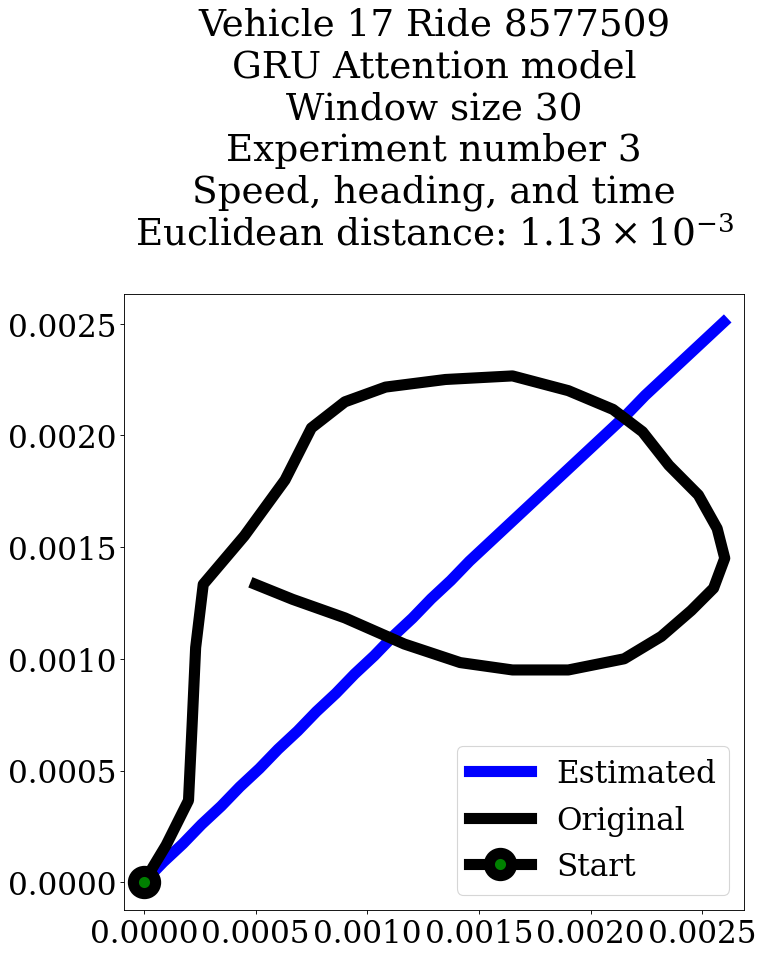 Vehicle 17 Ride 8577509
GRU Attention model
Window size 30
Experiment number 3
Speed, heading, and time
Euclidean distance: 1.13 × 10⁻³
0.0025
0.0020
0.0015
0.0010
0.0005
0.0000
Estimated
Original
Start
0.0000 0.0005 0.0010 0.0015 0.0020 0.0025